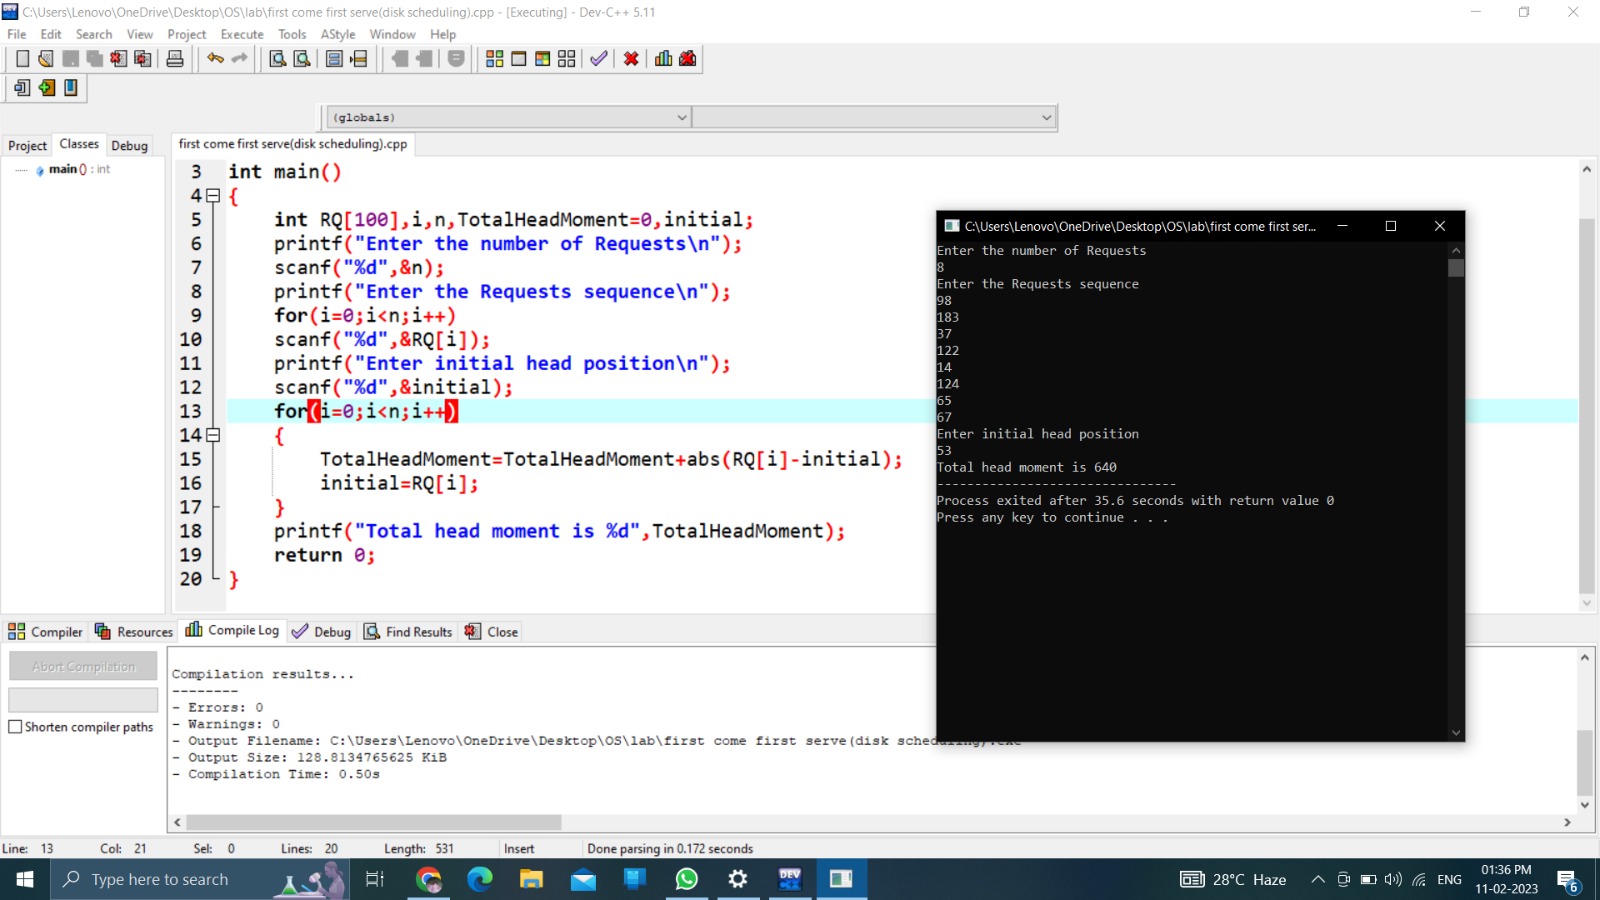 C:\Users\Lenovo\OneDrive\Desktop\OS\lab\first come first serve(disk scheduling).cpp - [Executing] - Dev-C++ 5.11
File Edit Search View Project Execute Tools AStyle Window Help
(globals)
Project Classes Debug
main () : int
first come first serve(disk scheduling).cpp
3 int main()
4 {
5 int RQ[100],i,n,TotalHeadMoment=0,initial;
6 printf("Enter the number of Requests\n");
7 scanf("%d",&n);
8 printf("Enter the Requests sequence\n");
9 for(i=0;i<n;i++)
10 scanf("%d",&RQ[i]);
11 printf("Enter initial head position\n");
12 scanf("%d",&initial);
13 for(i=0;i<n;i++)
14 {
15 TotalHeadMoment=TotalHeadMoment+abs(RQ[i]-initial);
16 initial=RQ[i];
17 }
18 printf("Total head moment is %d",TotalHeadMoment);
19 return 0;
20 }
C:\Users\Lenovo\OneDrive\Desktop\OS\lab\first come first ser...
Enter the number of Requests
8
Enter the Requests sequence
98
183
37
122
14
124
65
67
Enter initial head position
53
Total head moment is 640
--------------------------------
Process exited after 35.6 seconds with return value 0
Press any key to continue . . .
Compiler Resources Compile Log Debug Find Results Close
Abort Compilation
Shorten compiler paths
Compilation results...
--------
- Errors: 0
- Warnings: 0
- Output Filename: C:\Users\Lenovo\OneDrive\Desktop\OS\lab\first come first serve(disk scheduling).exe
- Output Size: 128.8134765625 KiB
- Compilation Time: 0.50s
Line: 13 Col: 21 Sel: 0 Lines: 20 Length: 531 Insert Done parsing in 0.172 seconds
Type here to search
DEV
28°C Haze
ENG
01:36 PM
11-02-2023
6